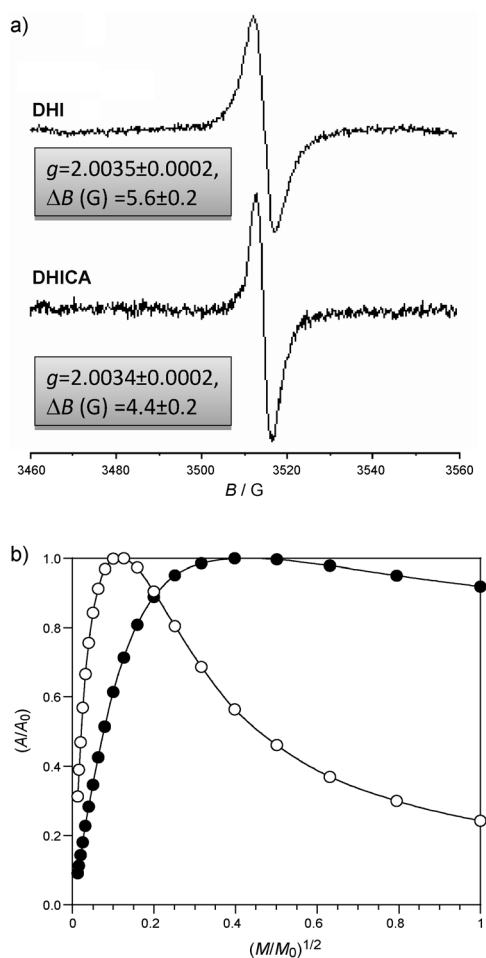 a)
DHI
g=2.0035±0.0002,
ΔB (G) =5.6±0.2
DHICA
g=2.0034±0.0002,
ΔB (G) =4.4±0.2
3460 3480 3500 3520 3540 3560
B / G
b)
1.0
0.8
0.6
0.4
0.2
0.0
(A/A0)
0 0.2 0.4 0.6 0.8 1
(M/M0)1/2